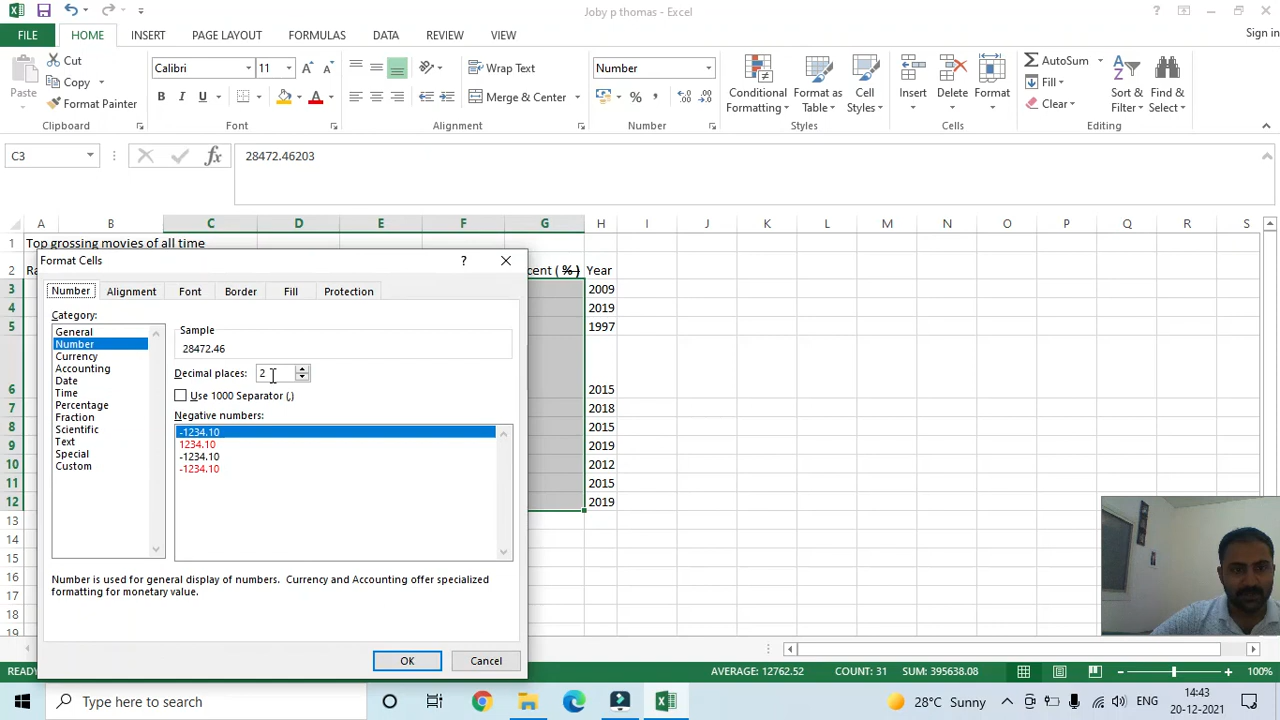 Joby p thomas - Excel
FILE HOME INSERT PAGE LAYOUT FORMULAS DATA REVIEW VIEW Sign in
Paste Cut Copy Format Painter Clipboard
Calibri 11 B I U A Font
Wrap Text Merge & Center Alignment
Number % , Number
Conditional Formatting Format as Table Cell Styles Styles
Insert Delete Format Cells
AutoSum Fill Clear Sort & Filter Find & Select Editing
C3 fx 28472.46203
A B C D E F G H I J K L M N O P Q R S
1 Top grossing movies of all time
2 Ra cent ( % ) Year
3 2009
4 2019
5 1997
6 2015
7 2018
8 2015
9 2019
10 2012
11 2015
12 2019
13
14
15
16
17
18
19
Format Cells ?
Number Alignment Font Border Fill Protection
Category:
General
Number
Currency
Accounting
Date
Time
Percentage
Fraction
Scientific
Text
Special
Custom
Sample
28472.46
Decimal places: 2
Use 1000 Separator (,)
Negative numbers:
-1234.10
1234.10
-1234.10
-1234.10
Number is used for general display of numbers. Currency and Accounting offer specialized
formatting for monetary value.
OK Cancel
READY AVERAGE: 12762.52 COUNT: 31 SUM: 395638.08 100%
Type here to search 28°C Sunny ENG 14:43
20-12-2021